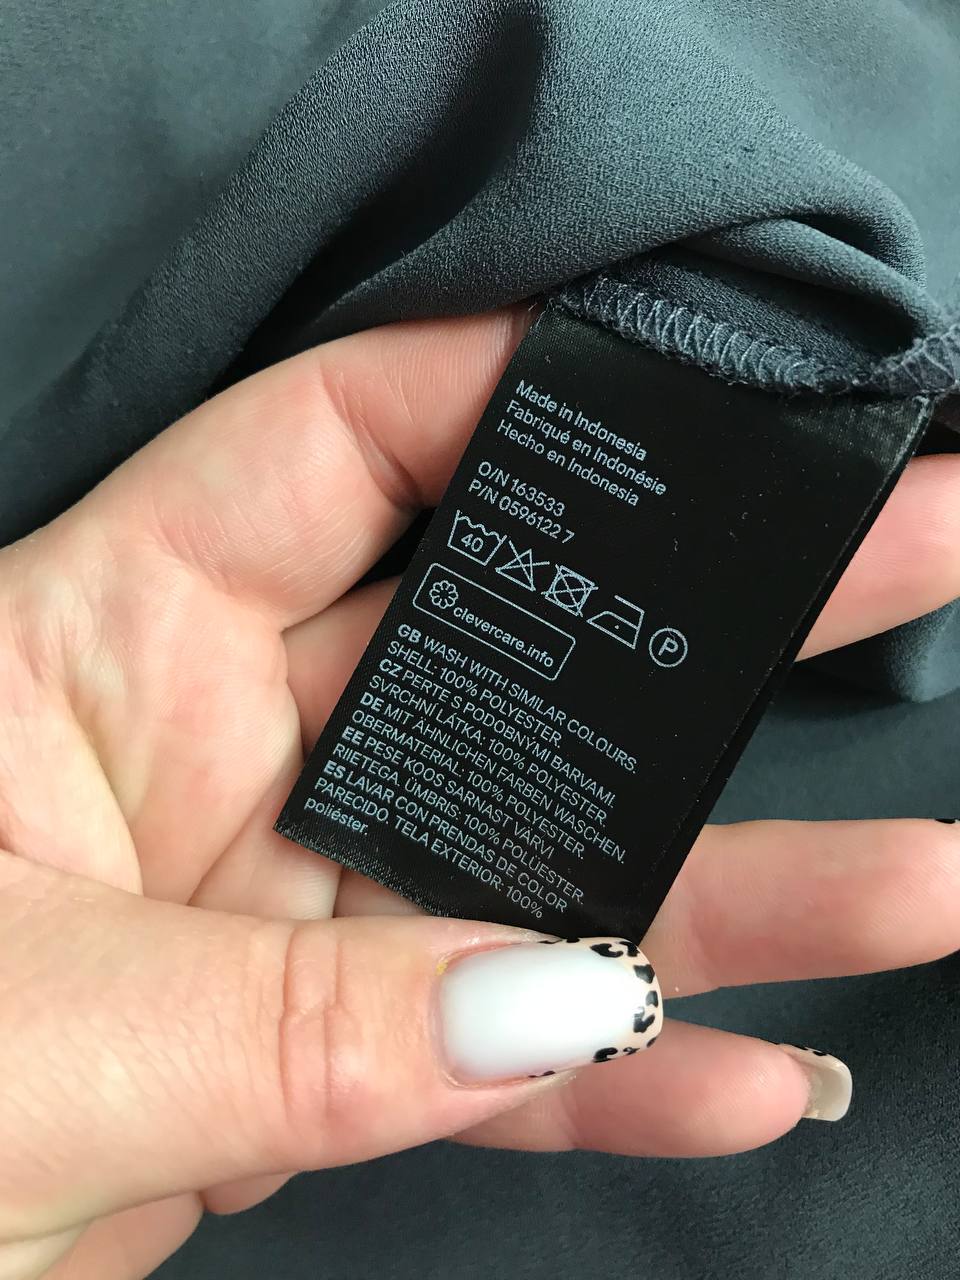 Made in Indonesia
Fabriqué en Indonésie
Hecho en Indonesia
O/N 163533
P/N 0596122 7
40
P
clevercare.info
GB WASH WITH SIMILAR COLOURS.
SHELL: 100% POLYESTER.
CZ PERTE S PODOBNÝMI BARVAMI.
SVRCHNÍ LÁTKA: 100% POLYESTER.
DE MIT ÄHNLICHEN FARBEN WASCHEN.
OBERMATERIAL: 100% POLYESTER.
EE PESE KOOS SARNAST VÄRVI
RIIETEGA. ÜMBRIS: 100% POLÜESTER.
ES LAVAR CON PRENDAS DE COLOR
PARECIDO. TELA EXTERIOR: 100%
poliéster.